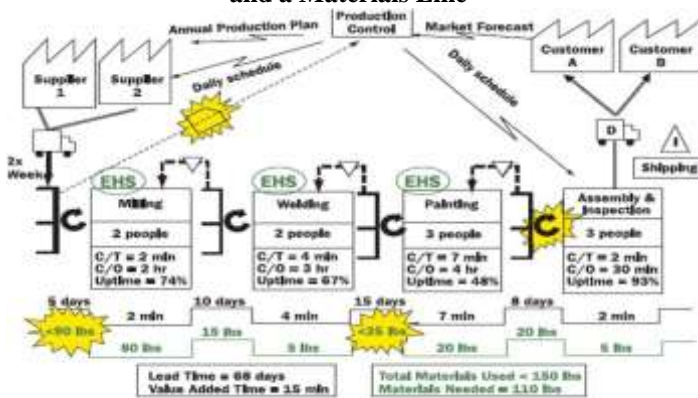 and a Materials Line
Annual Production Plan
Production
Control
Market Forecast
Supplier
1
Supplier
2
Daily schedule
Daily schedule
Customer
A
Customer
B
2x
Week
D
I
Shipping
EHS
Milling
2 people
C/T = 2 min
C/O = 2 hr
Uptime = 74%
EHS
Welding
2 people
C/T = 4 min
C/O = 3 hr
Uptime = 67%
EHS
Painting
3 people
C/T = 7 min
C/O = 4 hr
Uptime = 48%
Assembly &
Inspection
3 people
C/T = 2 min
C/O = 30 min
Uptime = 93%
5 days 10 days 15 days 8 days
2 min 4 min 7 min 2 min
<90 lbs 15 lbs <35 lbs 20 lbs
5 lbs 20 lbs 5 lbs
Lead Time = 68 days
Value Added Time = 15 min
Total Materials Used < 150 lbs
Materials Needed = 110 lbs